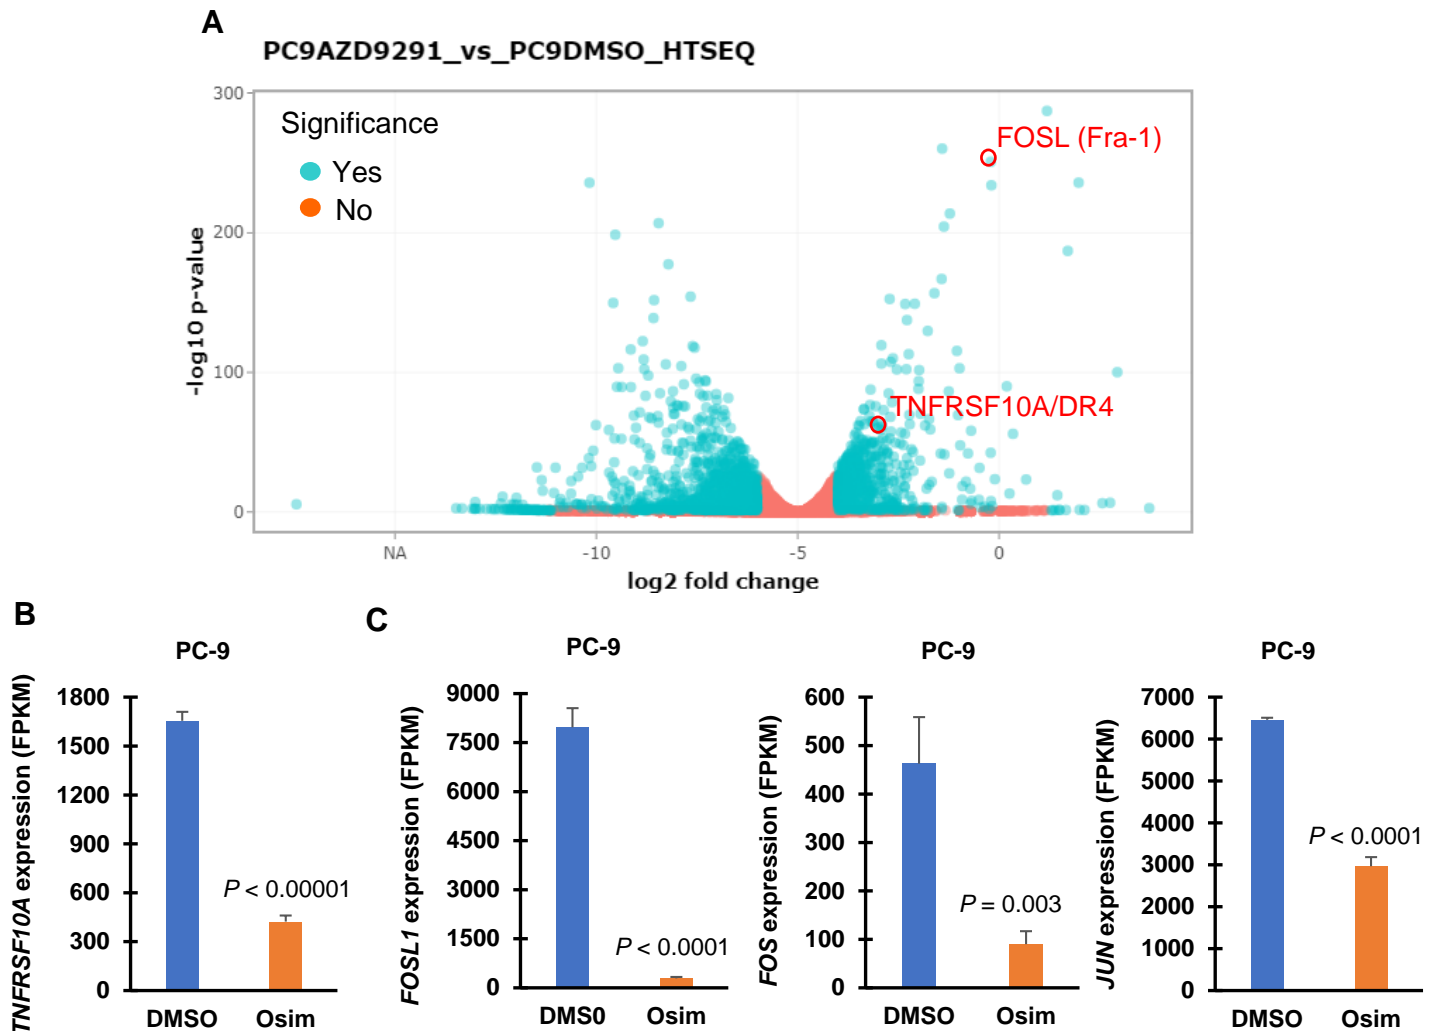 A
PC9AZD9291_vs_PC9DMSO_HTSEQ
300
200
100
0
-log10 p-value
Significance
Yes
No
FOSL (Fra-1)
TNFRSF10A/DR4
NA
-10
-5
0
log2 fold change
B
PC-9
TNFRSF10A expression (FPKM)
1800
1500
1200
900
600
300
0
P < 0.00001
DMSO
Osim
C
PC-9
FOSL1 expression (FPKM)
9000
7500
6000
4500
3000
1500
0
P < 0.0001
DMS0
Osim
PC-9
FOS expression (FPKM)
600
500
400
300
200
100
0
P = 0.003
DMSO
Osim
PC-9
JUN expression (FPKM)
7000
6000
5000
4000
3000
2000
1000
0
P < 0.0001
DMSO
Osim